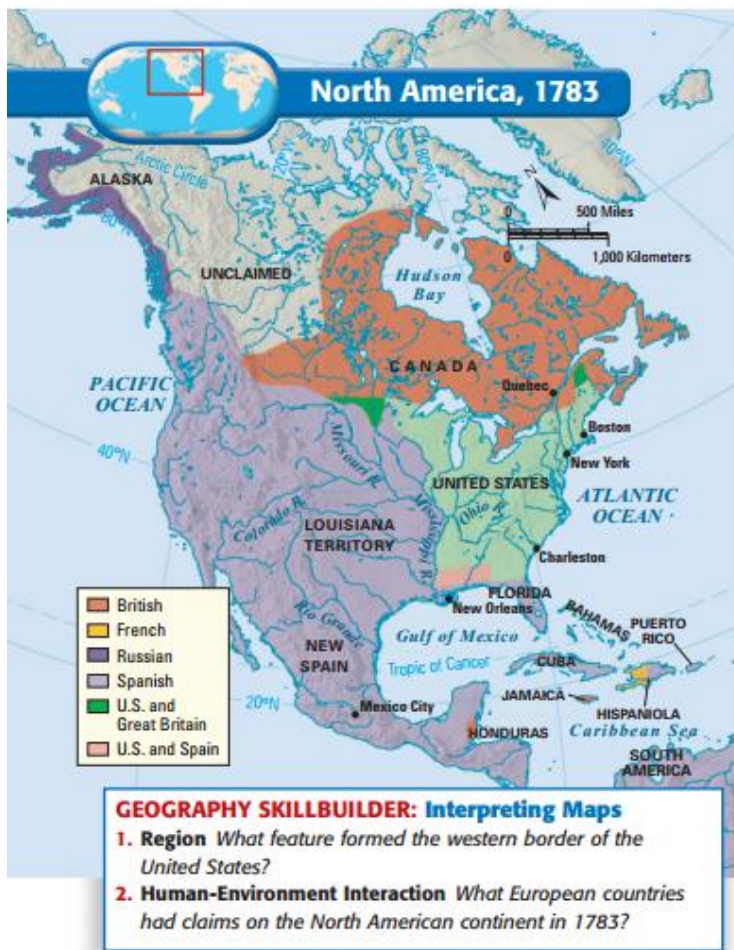 North America, 1783
Arctic Circle
120°W
80°W
40°W
ALASKA
N
0 500 Miles
0 1,000 Kilometers
UNCLAIMED
Hudson
Bay
CANADA
PACIFIC
OCEAN
Quebec
Boston
40°N
Missouri R.
New York
UNITED STATES
ATLANTIC
OCEAN
Mississippi R.
Ohio R.
Colorado R.
LOUISIANA
TERRITORY
Charleston
British
French
Russian
Spanish
U.S. and
Great Britain
U.S. and Spain
FLORIDA
New Orleans
Rio Grande
BAHAMAS
PUERTO
RICO
Gulf of Mexico
NEW
SPAIN
Tropic of Cancer
CUBA
20°N
Mexico City
JAMAICA
HISPANIOLA
HONDURAS
Caribbean Sea
SOUTH
AMERICA
GEOGRAPHY SKILLBUILDER: Interpreting Maps
1. Region What feature formed the western border of the
United States?
2. Human-Environment Interaction What European countries
had claims on the North American continent in 1783?